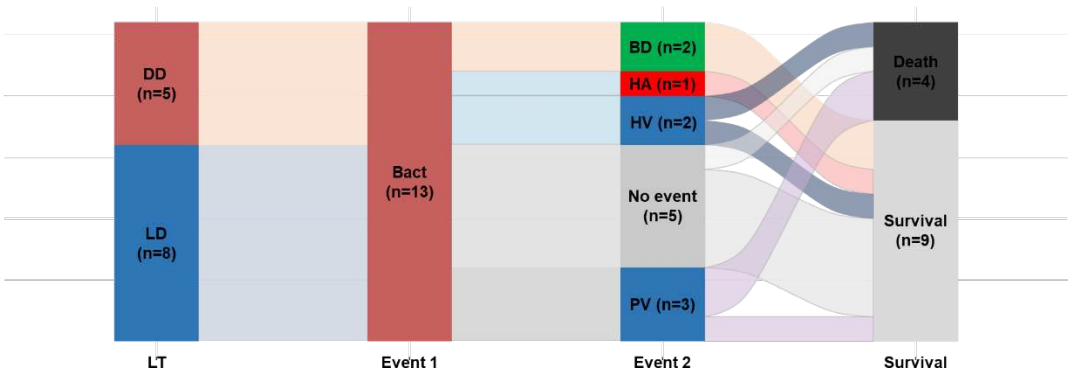 DD
(n=5)
LD
(n=8)
Bact
(n=13)
BD (n=2)
HA (n=1)
HV (n=2)
No event
(n=5)
PV (n=3)
Death
(n=4)
Survival
(n=9)
LT
Event 1
Event 2
Survival